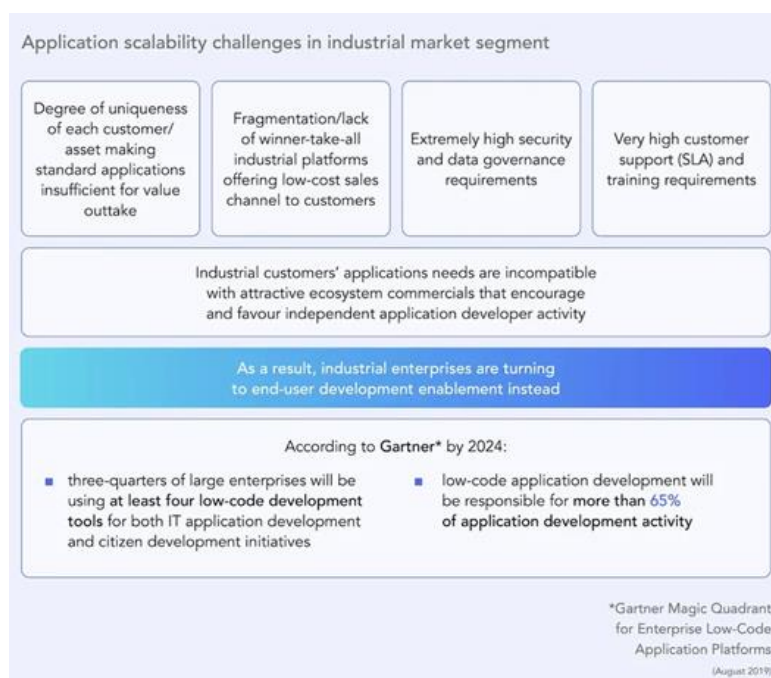 Application scalability challenges in industrial market segment
Degree of uniqueness
of each customer/
asset making
standard applications
insufficient for value
outtake
Fragmentation/lack
of winner-take-all
industrial platforms
offering low-cost sales
channel to customers
Extremely high security
and data governance
requirements
Very high customer
support (SLA) and
training requirements
Industrial customers' applications needs are incompatible
with attractive ecosystem commercials that encourage
and favour independent application developer activity
As a result, industrial enterprises are turning
to end-user development enablement instead
According to Gartner* by 2024:
three-quarters of large enterprises will be
using at least four low-code development
tools for both IT application development
and citizen development initiatives
low-code application development will
be responsible for more than 65%
of application development activity
*Gartner Magic Quadrant
for Enterprise Low-Code
Application Platforms
(August 2019)